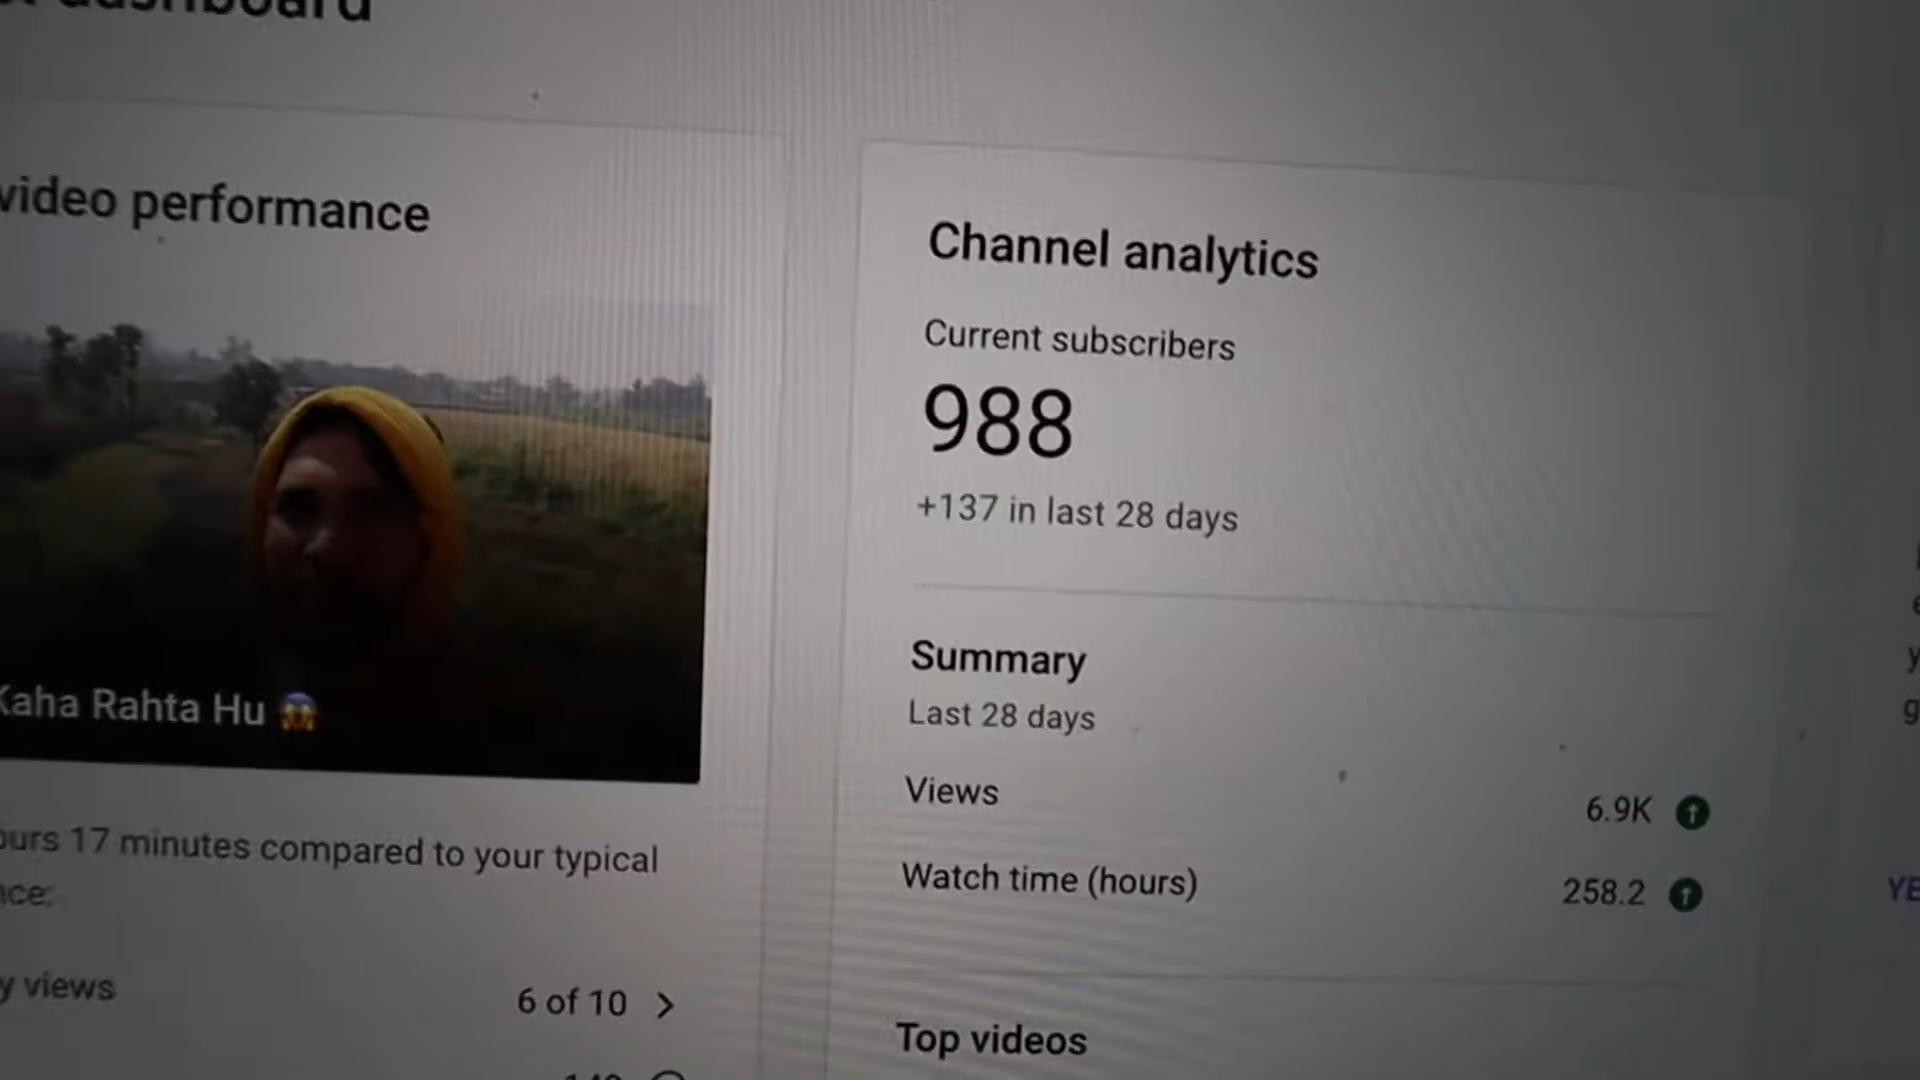 dashboard
video performance
Kaha Rahta Hu 😱
ours 17 minutes compared to your typical
y views
6 of 10
Channel analytics
Current subscribers
988
+137 in last 28 days
Summary
Last 28 days
Views 6.9K
Watch time (hours) 258.2
Top videos